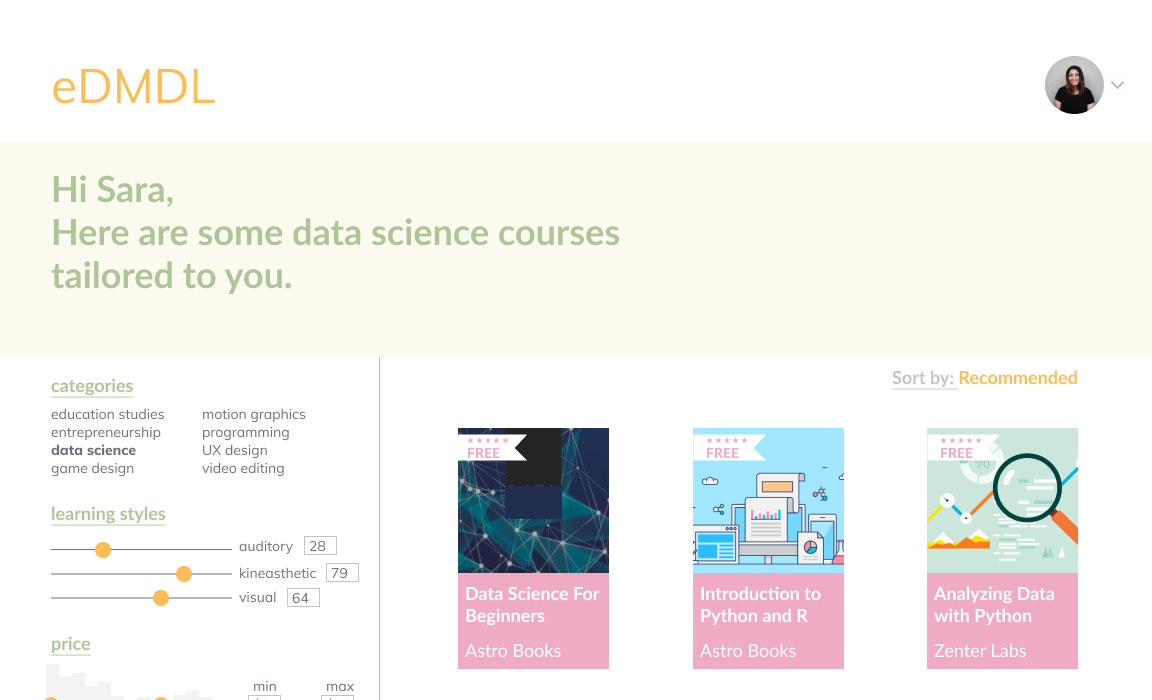 eDMDL
Hi Sara,
Here are some data science courses
tailored to you.
categories
education studies
entrepreneurship
data science
game design
motion graphics
programming
UX design
video editing
learning styles
auditory 28
kineasthetic 79
visual 64
price
min max
Sort by: Recommended
FREE
Data Science For
Beginners
Astro Books
FREE
Introduction to
Python and R
Astro Books
FREE
90
Analyzing Data
with Python
Zenter Labs